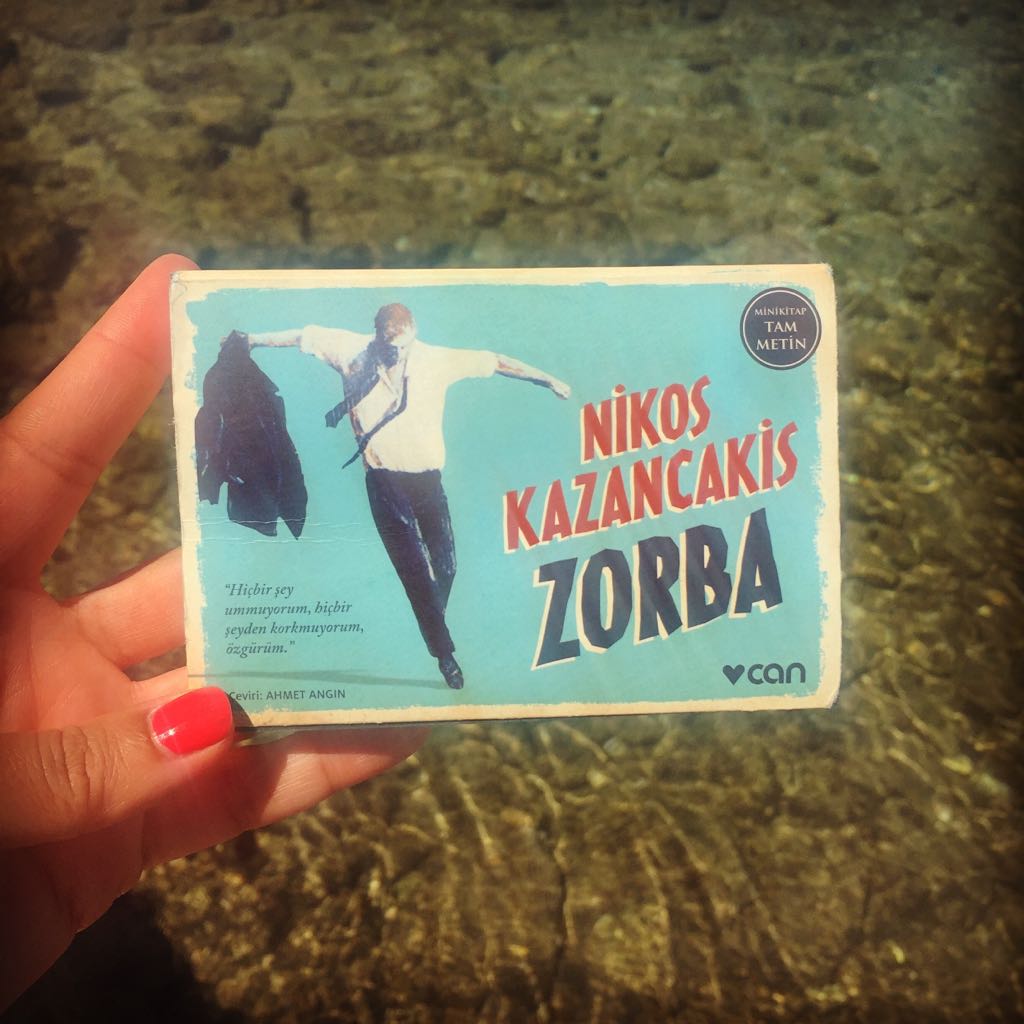 MİNİKİTAP
TAM
METİN
NİKOS
KAZANCAKİS
ZORBA
"Hiçbir şey
ummuyorum, hiçbir
şeyden korkmuyorum,
özgürüm."
Çeviri: AHMET ANGIN
can